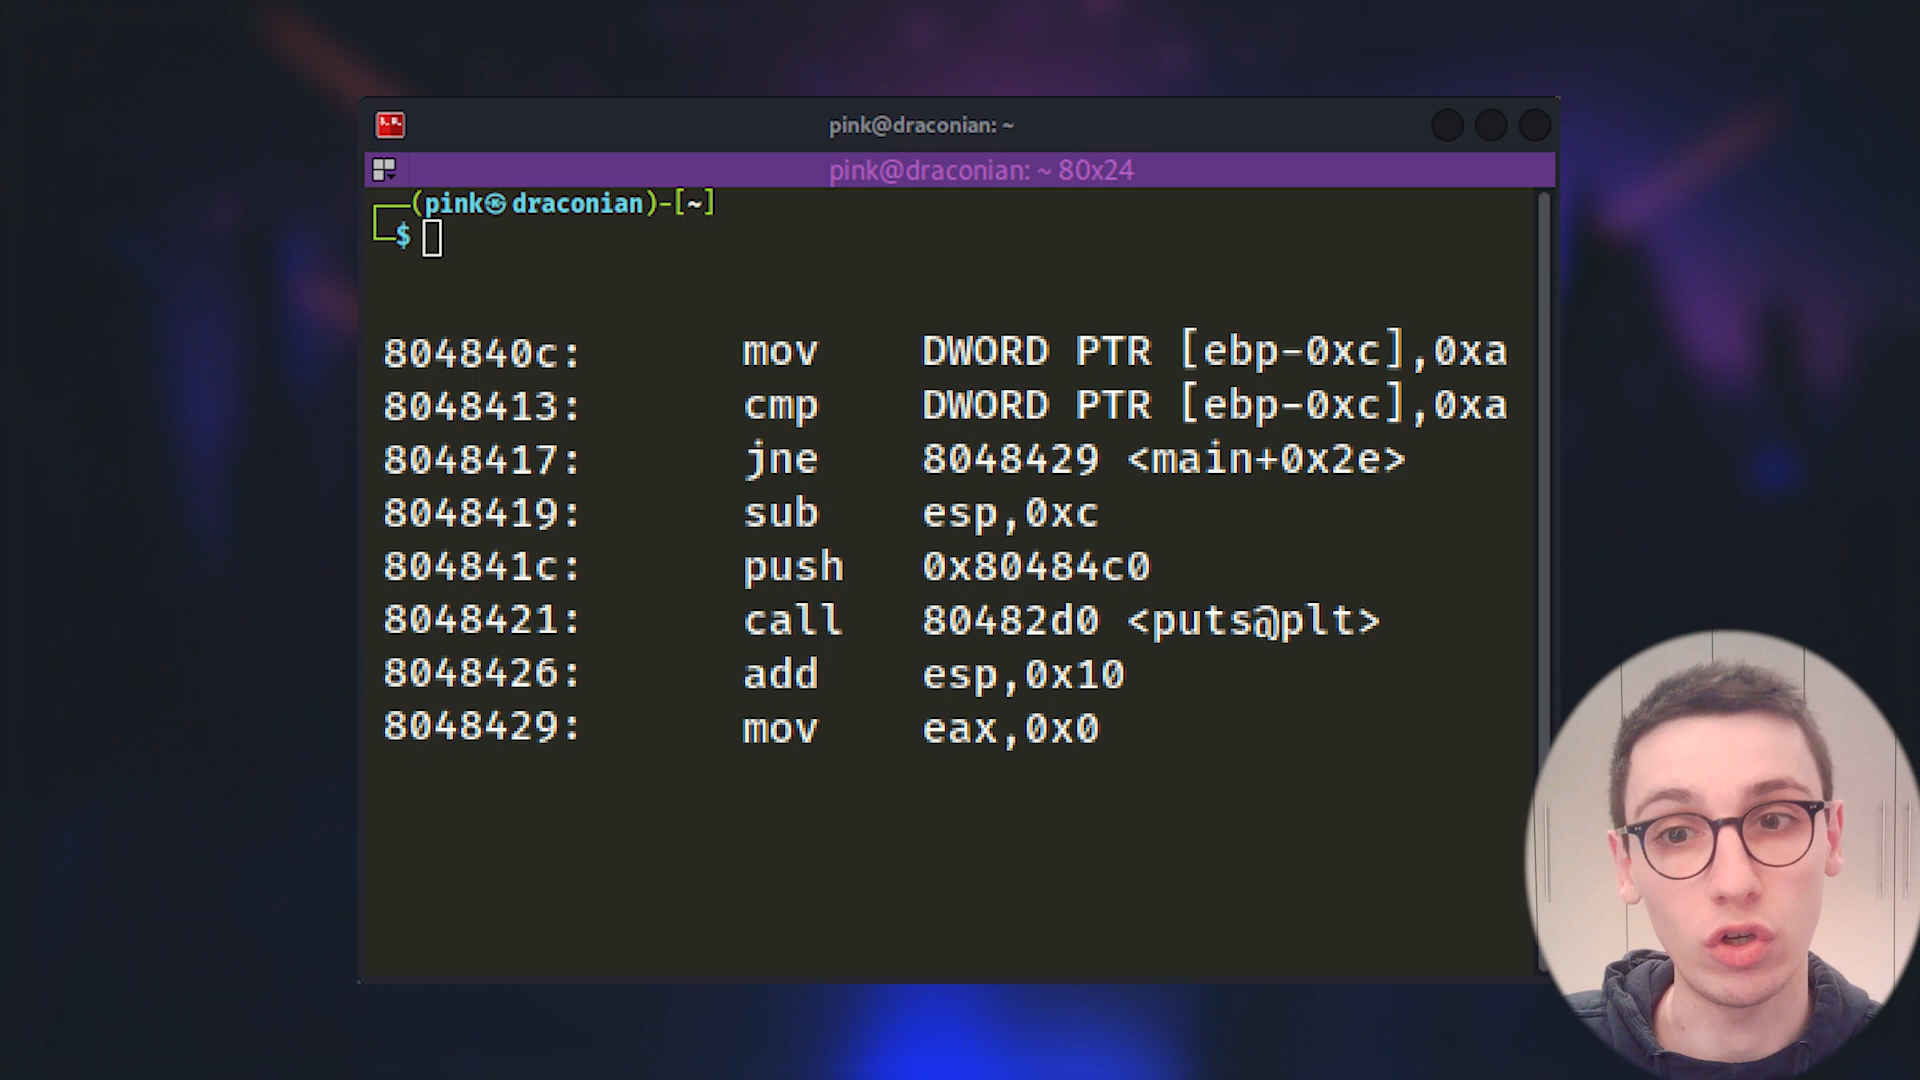 pink@draconian: ~
pink@draconian: ~ 80x24
┌──(pink㉿draconian)-[~]
└─$
804840c: mov DWORD PTR [ebp-0xc],0xa
8048413: cmp DWORD PTR [ebp-0xc],0xa
8048417: jne 8048429 <main+0x2e>
8048419: sub esp,0xc
804841c: push 0x80484c0
8048421: call 80482d0 <puts@plt>
8048426: add esp,0x10
8048429: mov eax,0x0